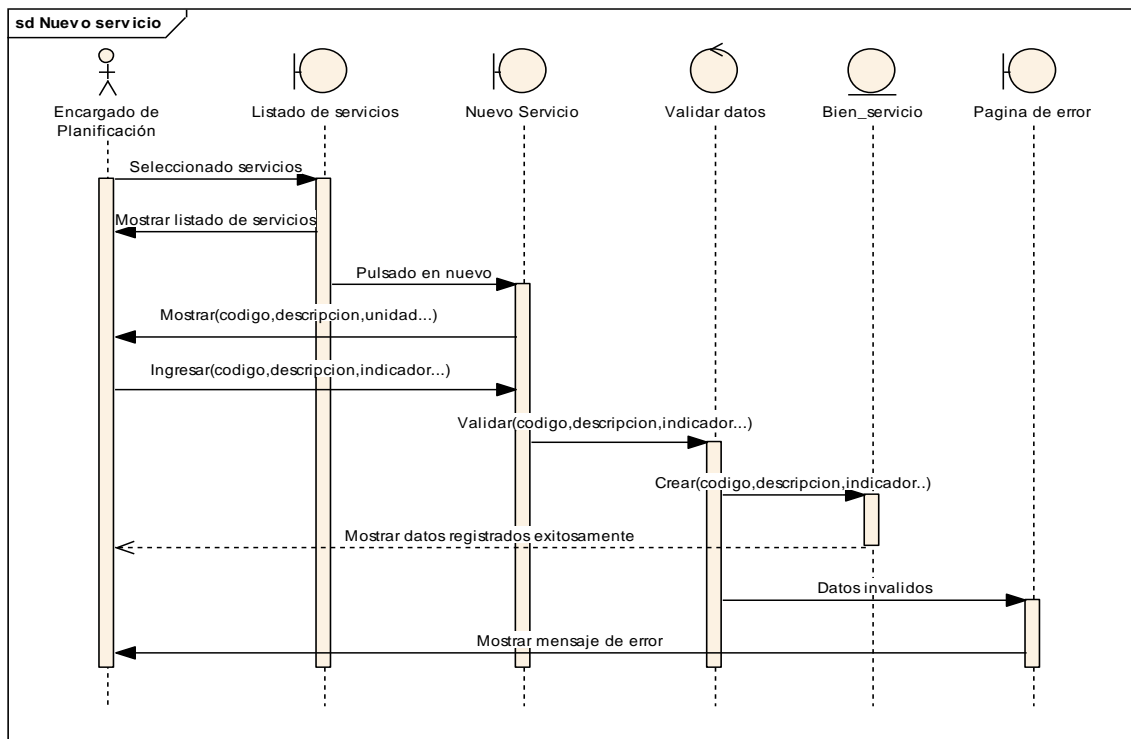 sd Nuevo servicio
Encargado de
Planificación
Listado de servicios
Nuevo Servicio
Validar datos
Bien_servicio
Pagina de error
Seleccionado servicios
Mostrar listado de servicios
Pulsado en nuevo
Mostrar(codigo,descripcion,unidad...)
Ingresar(codigo,descripcion,indicador...)
Validar(codigo,descripcion,indicador...)
Crear(codigo,descripcion,indicador..)
Mostrar datos registrados exitosamente
Datos invalidos
Mostrar mensaje de error